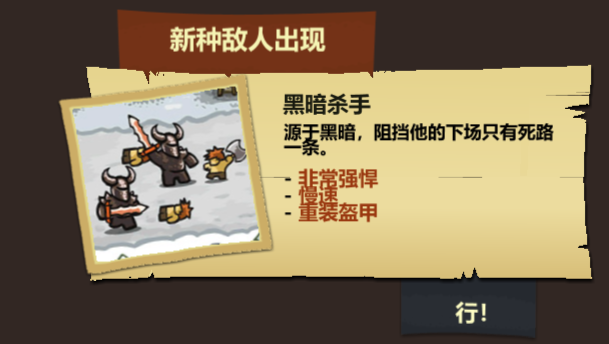 新种敌人出现
黑暗杀手
源于黑暗，阻挡他的下场只有死路
一条。
- 非常强悍
- 慢速
- 重装盔甲
行!